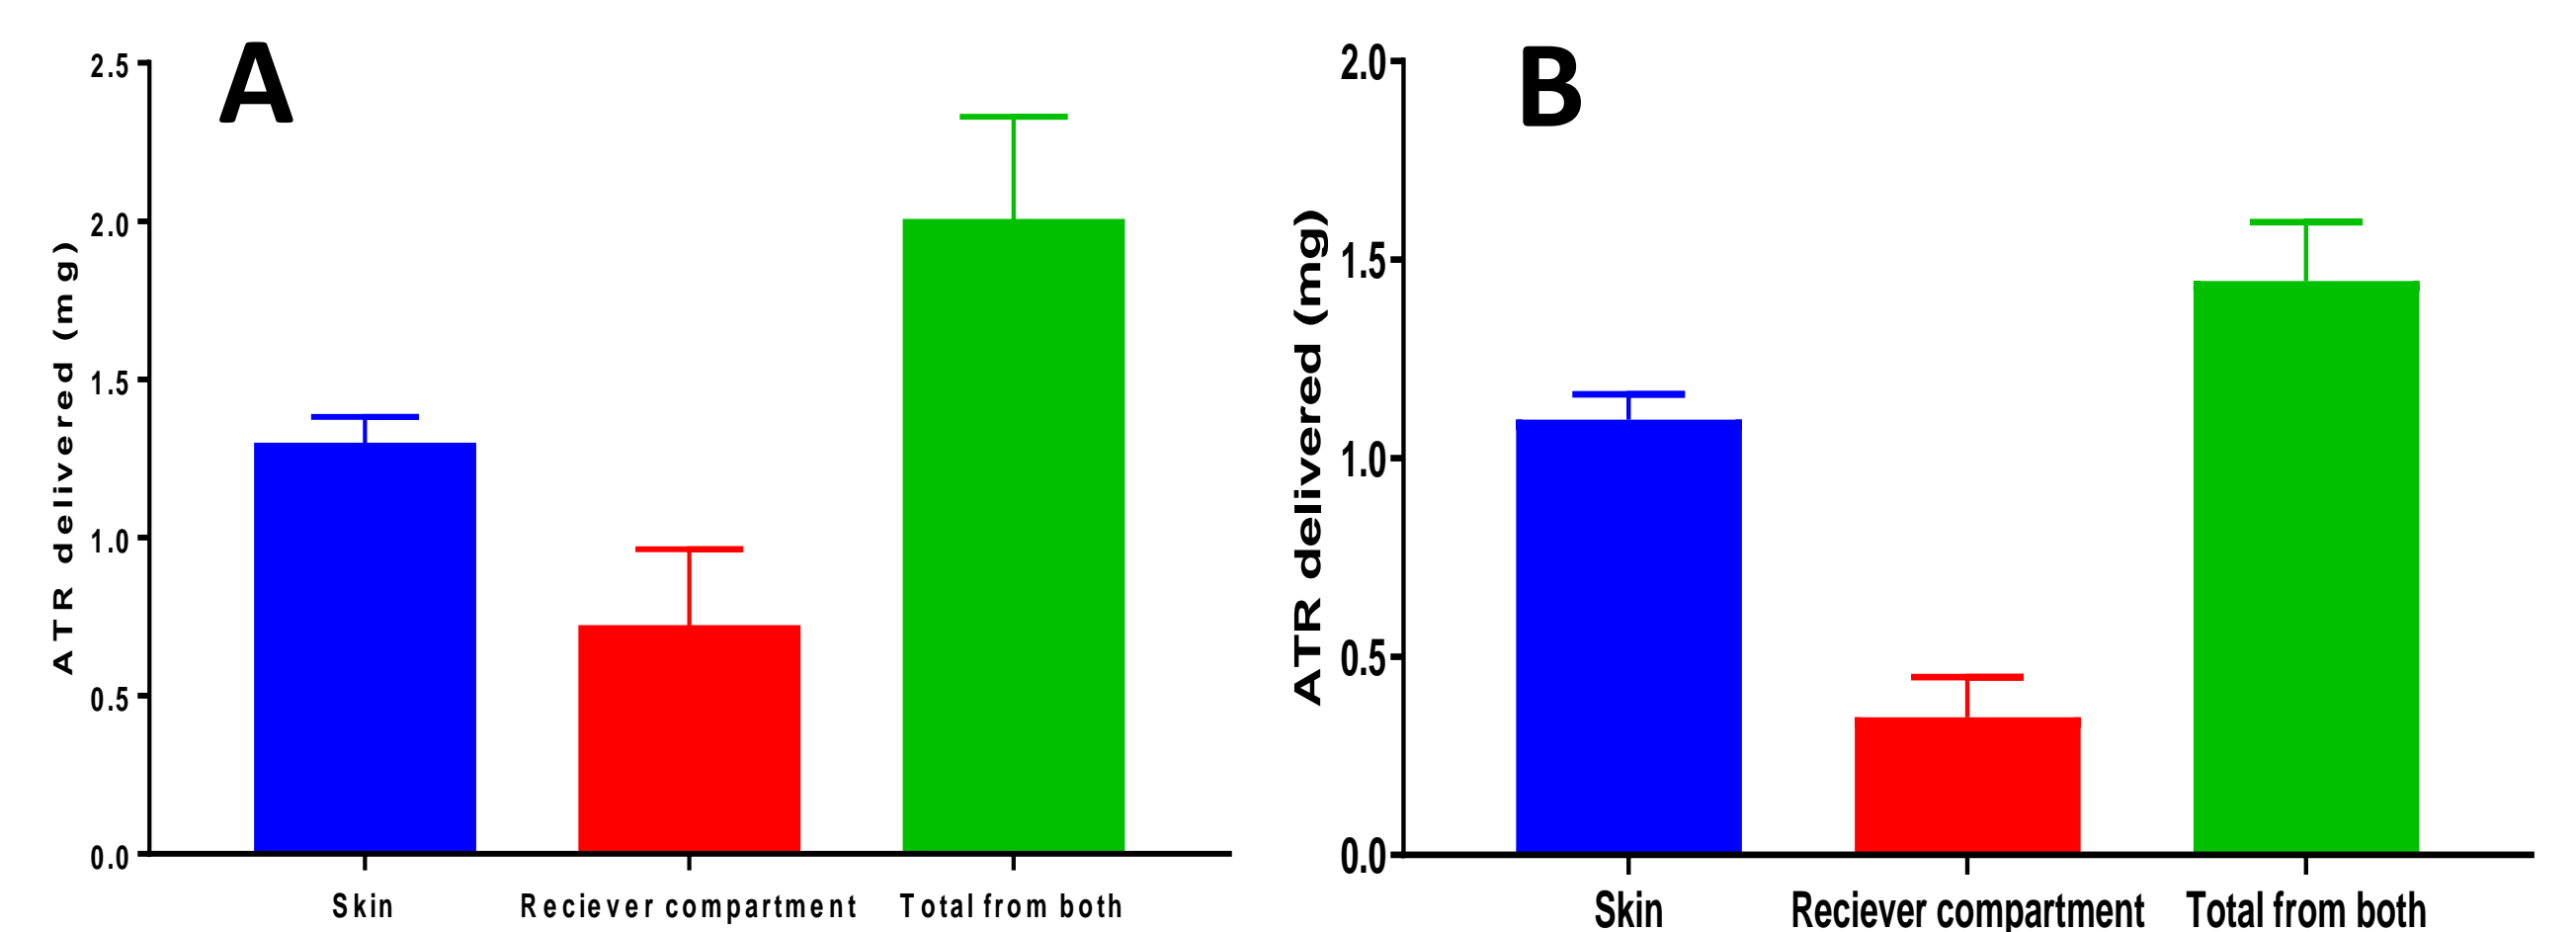 A
2.5
2.0
1.5
1.0
0.5
0.0
ATR delivered (mg)
Skin
Reciever compartment
Total from both
B
2.0
1.5
1.0
0.5
0.0
ATR delivered (mg)
Skin
Reciever compartment
Total from both